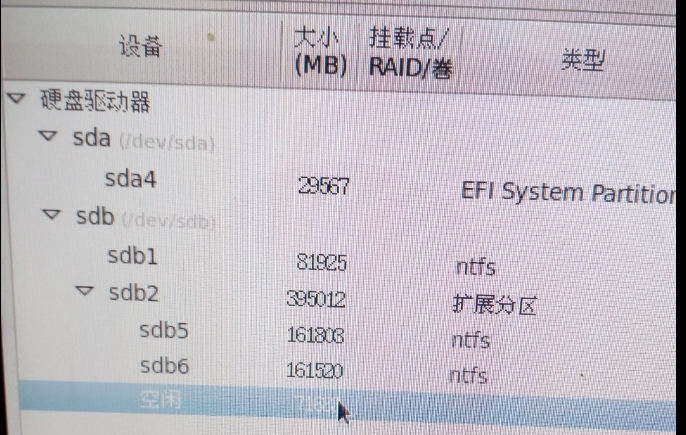 设备 大小 (MB) 挂载点/ RAID/卷 类型
硬盘驱动器
sda (/dev/sda)
sda4 29567 EFI System Partition
sdb (/dev/sdb)
sdb1 81925 ntfs
sdb2 395012 扩展分区
sdb5 161803 ntfs
sdb6 161520 ntfs
空闲